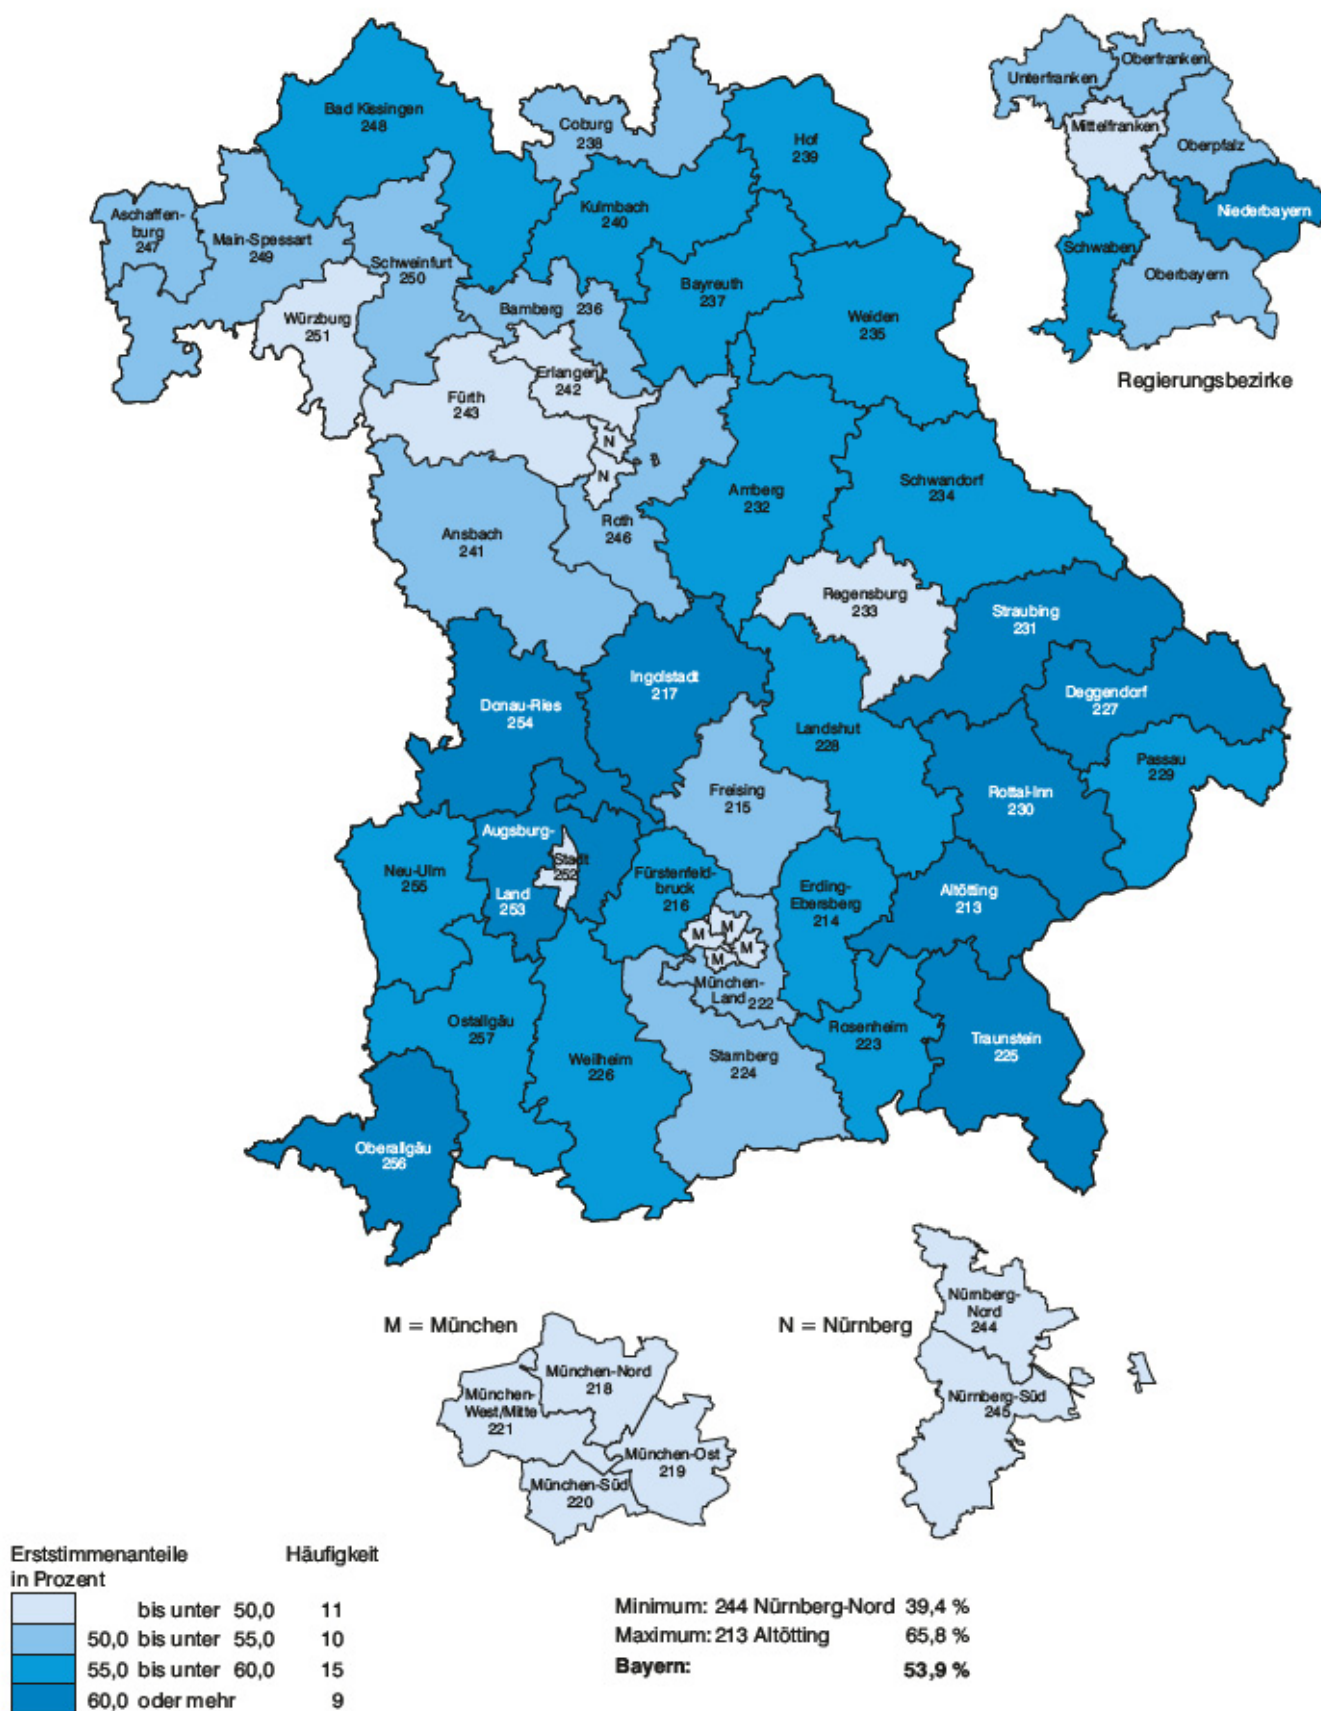 Bad Kissingen
248
Coburg
238
Hof
239
Aschaffen-
burg
247
Main-Spessart
249
Schweinfurt
250
Kulmbach
240
Bayreuth
237
Weiden
235
Würzburg
251
Bamberg 236
Erlangen
242
Fürth
243
N
N
Roth
246
Ansbach
241
Amberg
232
Schwandorf
234
Regensburg
233
Straubing
231
Deggendorf
227
Passau
229
Rottal-Inn
230
Landshut
228
Ingolstadt
217
Donau-Ries
254
Freising
215
Augsburg-
Stadt
252
Land
253
Neu-Ulm
255
Fürstenfeld-
bruck
216
Erding-
Ebersberg
214
Altötting
213
M
M
M
M
München-
Land 222
Ostallgäu
257
Weilheim
226
Starnberg
224
Rosenheim
223
Traunstein
225
Oberallgäu
256
Unterfranken
Oberfranken
Mittelfranken
Oberpfalz
Niederbayern
Schwaben
Oberbayern
Regierungsbezirke
M = München
München-Nord
218
München-
West/Mitte
221
München-Ost
219
München-Süd
220
N = Nürnberg
Nürnberg-
Nord
244
Nürnberg-Süd
245
Erststimmenanteile Häufigkeit
in Prozent
bis unter 50,0 11
50,0 bis unter 55,0 10
55,0 bis unter 60,0 15
60,0 oder mehr 9
Minimum: 244 Nürnberg-Nord 39,4 %
Maximum: 213 Altötting 65,8 %
Bayern: 53,9 %